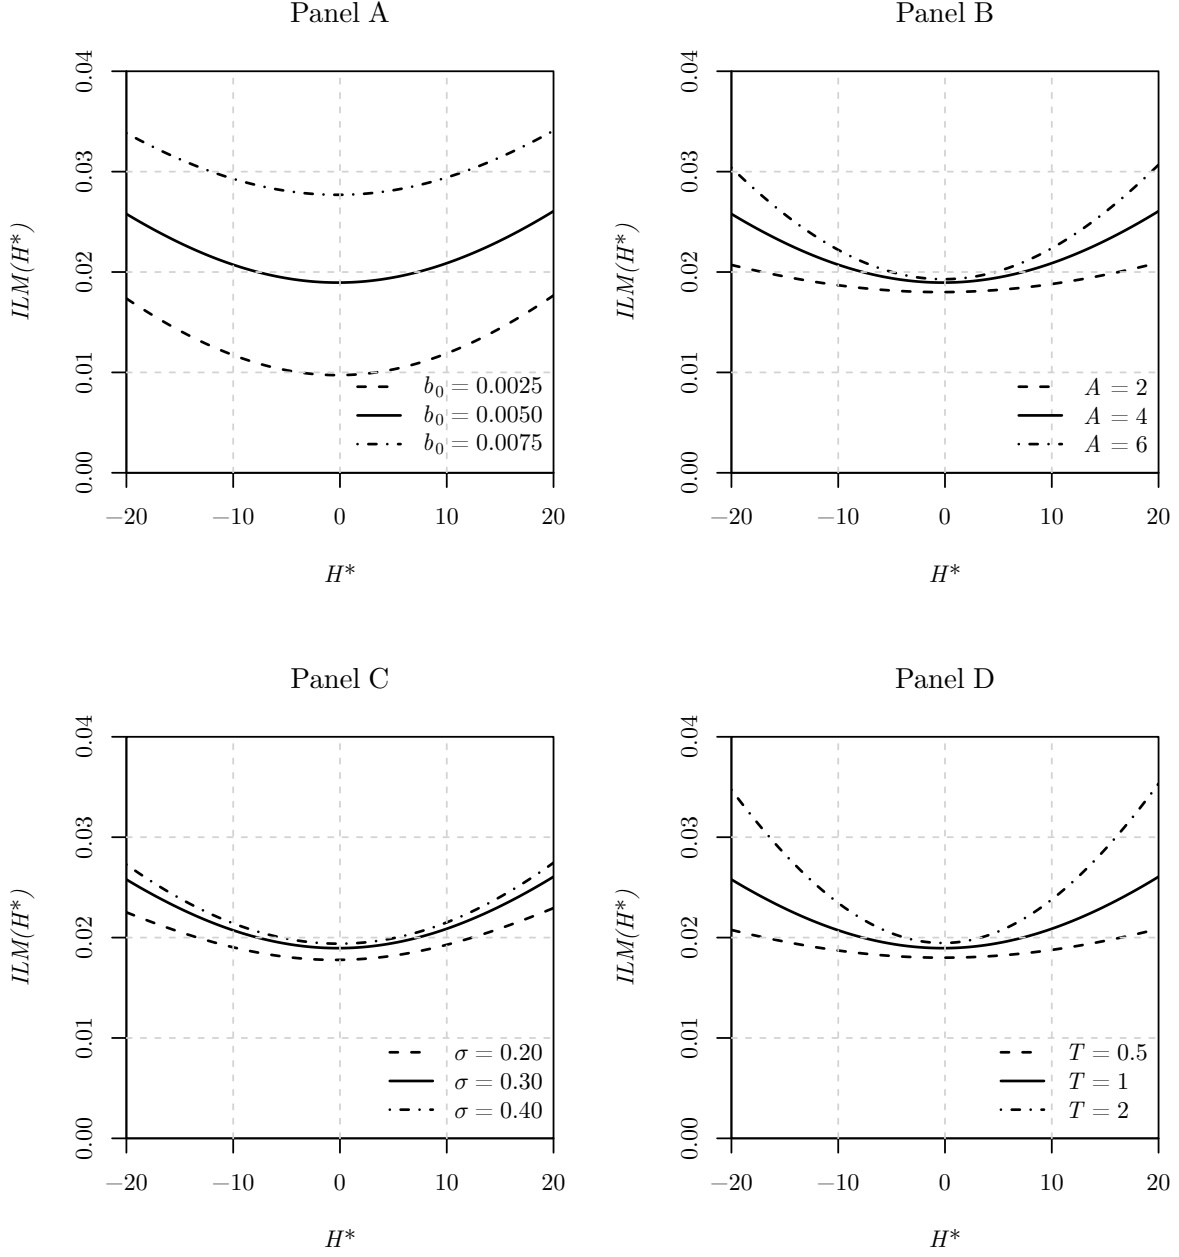 Panel A
ILM(H*)
0.04
0.03
0.02
0.01
0.00
b0 = 0.0025
b0 = 0.0050
b0 = 0.0075
−20 −10 0 10 20
H*
Panel B
ILM(H*)
0.04
0.03
0.02
0.01
0.00
A = 2
A = 4
A = 6
−20 −10 0 10 20
H*
Panel C
ILM(H*)
0.04
0.03
0.02
0.01
0.00
σ = 0.20
σ = 0.30
σ = 0.40
−20 −10 0 10 20
H*
Panel D
ILM(H*)
0.04
0.03
0.02
0.01
0.00
T = 0.5
T = 1
T = 2
−20 −10 0 10 20
H*